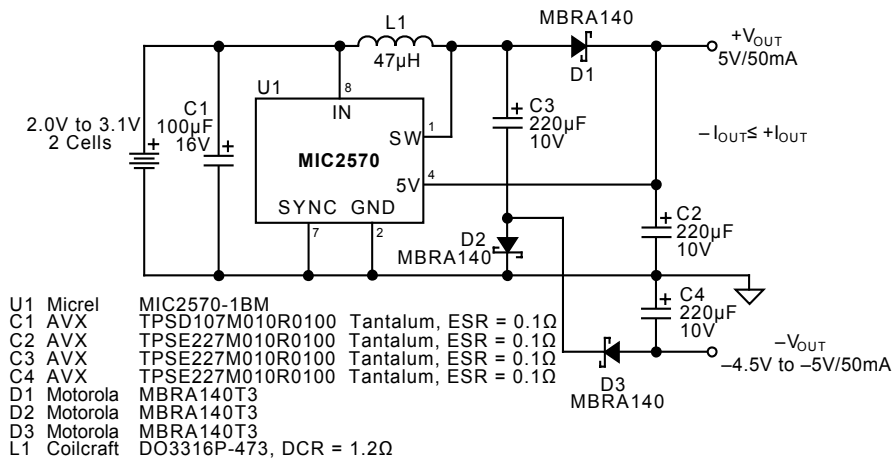 MBRA140
L1
+VOUT
5V/50mA
47µH
D1
U1
8
IN
C3
220µF
10V
2.0V to 3.1V
2 Cells
C1
100µF
16V
SW
1
–IOUT≤ +IOUT
MIC2570
5V
4
SYNC
GND
C2
220µF
10V
7
2
D2
MBRA140
C4
220µF
10V
–VOUT
–4.5V to –5V/50mA
D3
MBRA140
U1 Micrel MIC2570-1BM
C1 AVX TPSD107M010R0100 Tantalum, ESR = 0.1Ω
C2 AVX TPSE227M010R0100 Tantalum, ESR = 0.1Ω
C3 AVX TPSE227M010R0100 Tantalum, ESR = 0.1Ω
C4 AVX TPSE227M010R0100 Tantalum, ESR = 0.1Ω
D1 Motorola MBRA140T3
D2 Motorola MBRA140T3
D3 Motorola MBRA140T3
L1 Coilcraft DO3316P-473, DCR = 1.2Ω